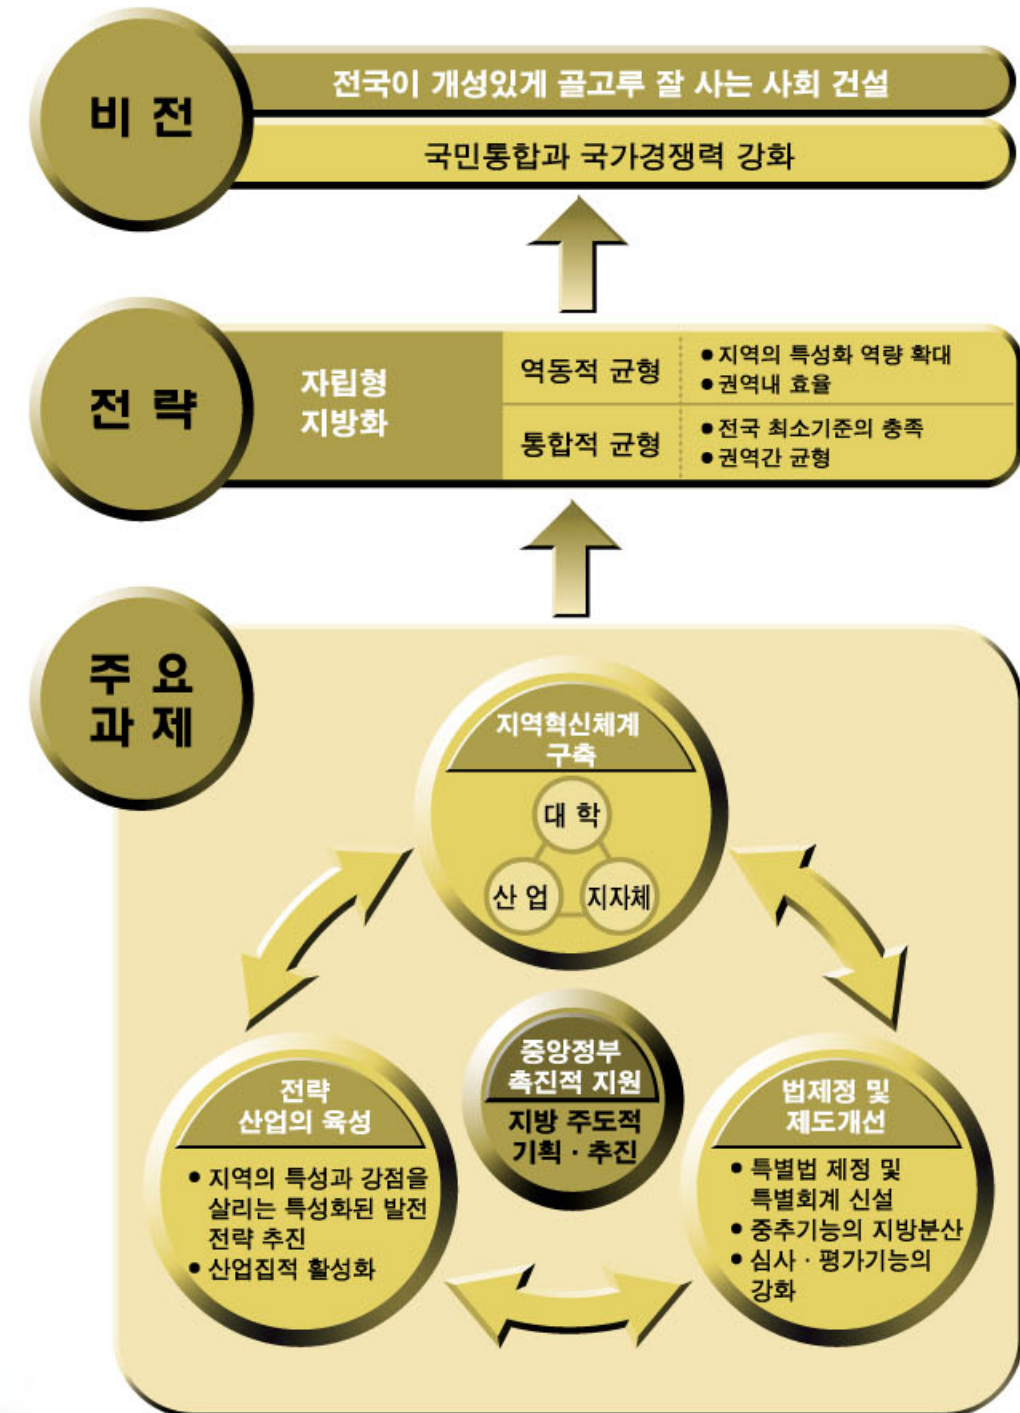 비 전
전국이 개성있게 골고루 잘 사는 사회 건설
국민통합과 국가경쟁력 강화
전 략
자립형
지방화
역동적 균형
● 지역의 특성화 역량 확대
● 권역내 효율
통합적 균형
● 전국 최소기준의 충족
● 권역간 균형
주 요
과 제
지역혁신체계
구축
대 학
산 업
지자체
중앙정부
촉진적 지원
지방 주도적
기획 · 추진
전략
산업의 육성
● 지역의 특성과 강점을
살리는 특성화된 발전
전략 추진
● 산업집적 활성화
법제정 및
제도개선
● 특별법 제정 및
특별회계 신설
● 중추기능의 지방분산
● 심사 · 평가기능의
강화